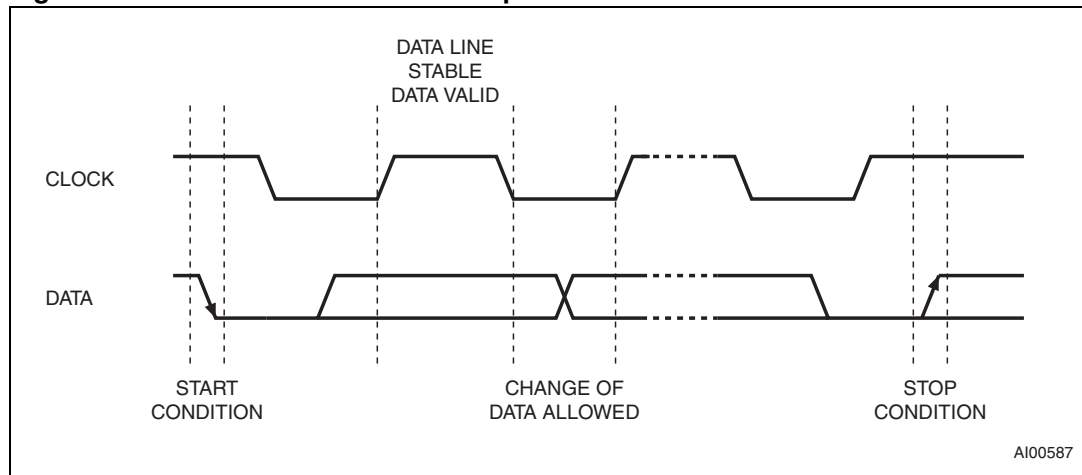 DATA LINE
STABLE
DATA VALID
CLOCK
DATA
START
CONDITION
CHANGE OF
DATA ALLOWED
STOP
CONDITION
AI00587